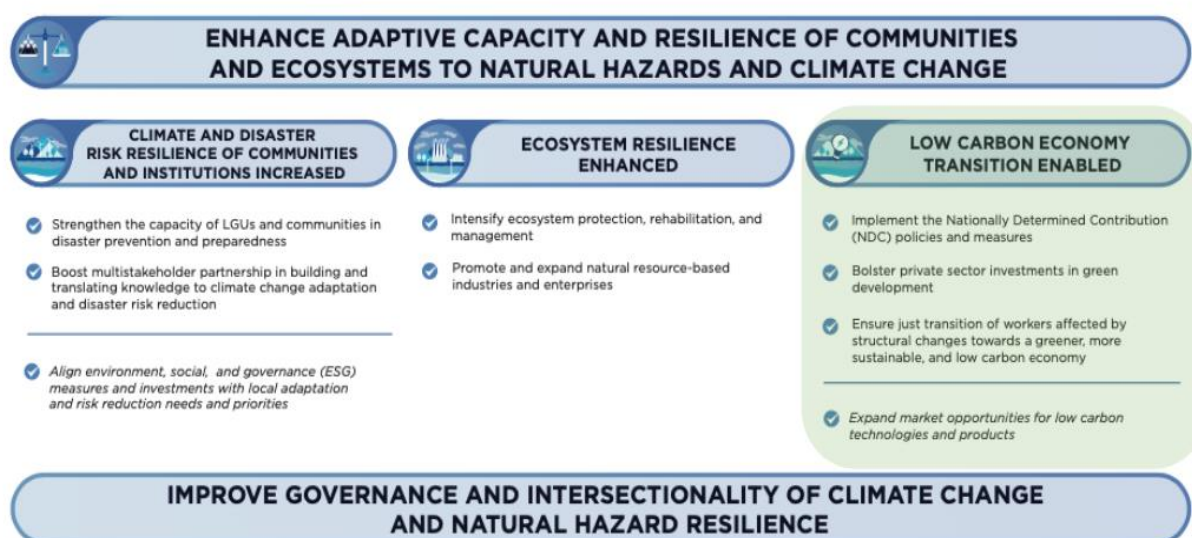 ENHANCE ADAPTIVE CAPACITY AND RESILIENCE OF COMMUNITIES
AND ECOSYSTEMS TO NATURAL HAZARDS AND CLIMATE CHANGE
CLIMATE AND DISASTER
RISK RESILIENCE OF COMMUNITIES
AND INSTITUTIONS INCREASED
Strengthen the capacity of LGUs and communities in
disaster prevention and preparedness
Boost multistakeholder partnership in building and
translating knowledge to climate change adaptation
and disaster risk reduction
Align environment, social, and governance (ESG)
measures and investments with local adaptation
and risk reduction needs and priorities
ECOSYSTEM RESILIENCE
ENHANCED
Intensify ecosystem protection, rehabilitation, and
management
Promote and expand natural resource-based
industries and enterprises
LOW CARBON ECONOMY
TRANSITION ENABLED
Implement the Nationally Determined Contribution
(NDC) policies and measures
Bolster private sector investments in green
development
Ensure just transition of workers affected by
structural changes towards a greener, more
sustainable, and low carbon economy
Expand market opportunities for low carbon
technologies and products
IMPROVE GOVERNANCE AND INTERSECTIONALITY OF CLIMATE CHANGE
AND NATURAL HAZARD RESILIENCE